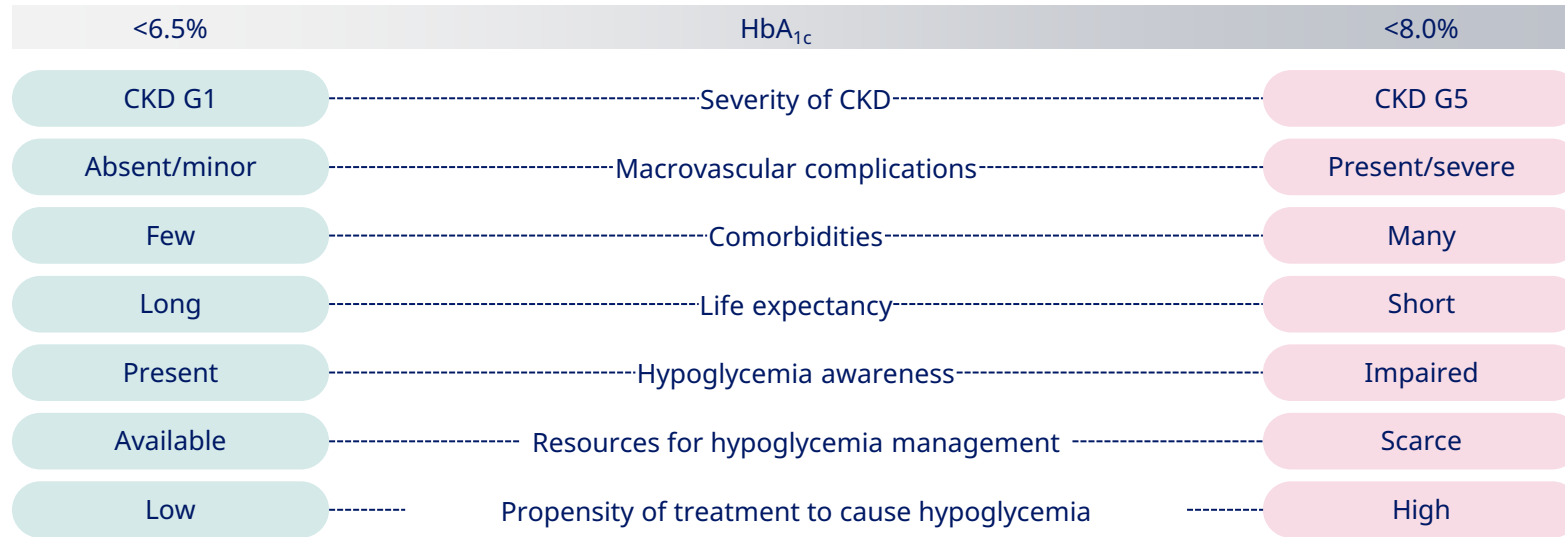 <6.5% HbA1c <8.0%
CKD G1 Severity of CKD CKD G5
Absent/minor Macrovascular complications Present/severe
Few Comorbidities Many
Long Life expectancy Short
Present Hypoglycemia awareness Impaired
Available Resources for hypoglycemia management Scarce
Low Propensity of treatment to cause hypoglycemia High